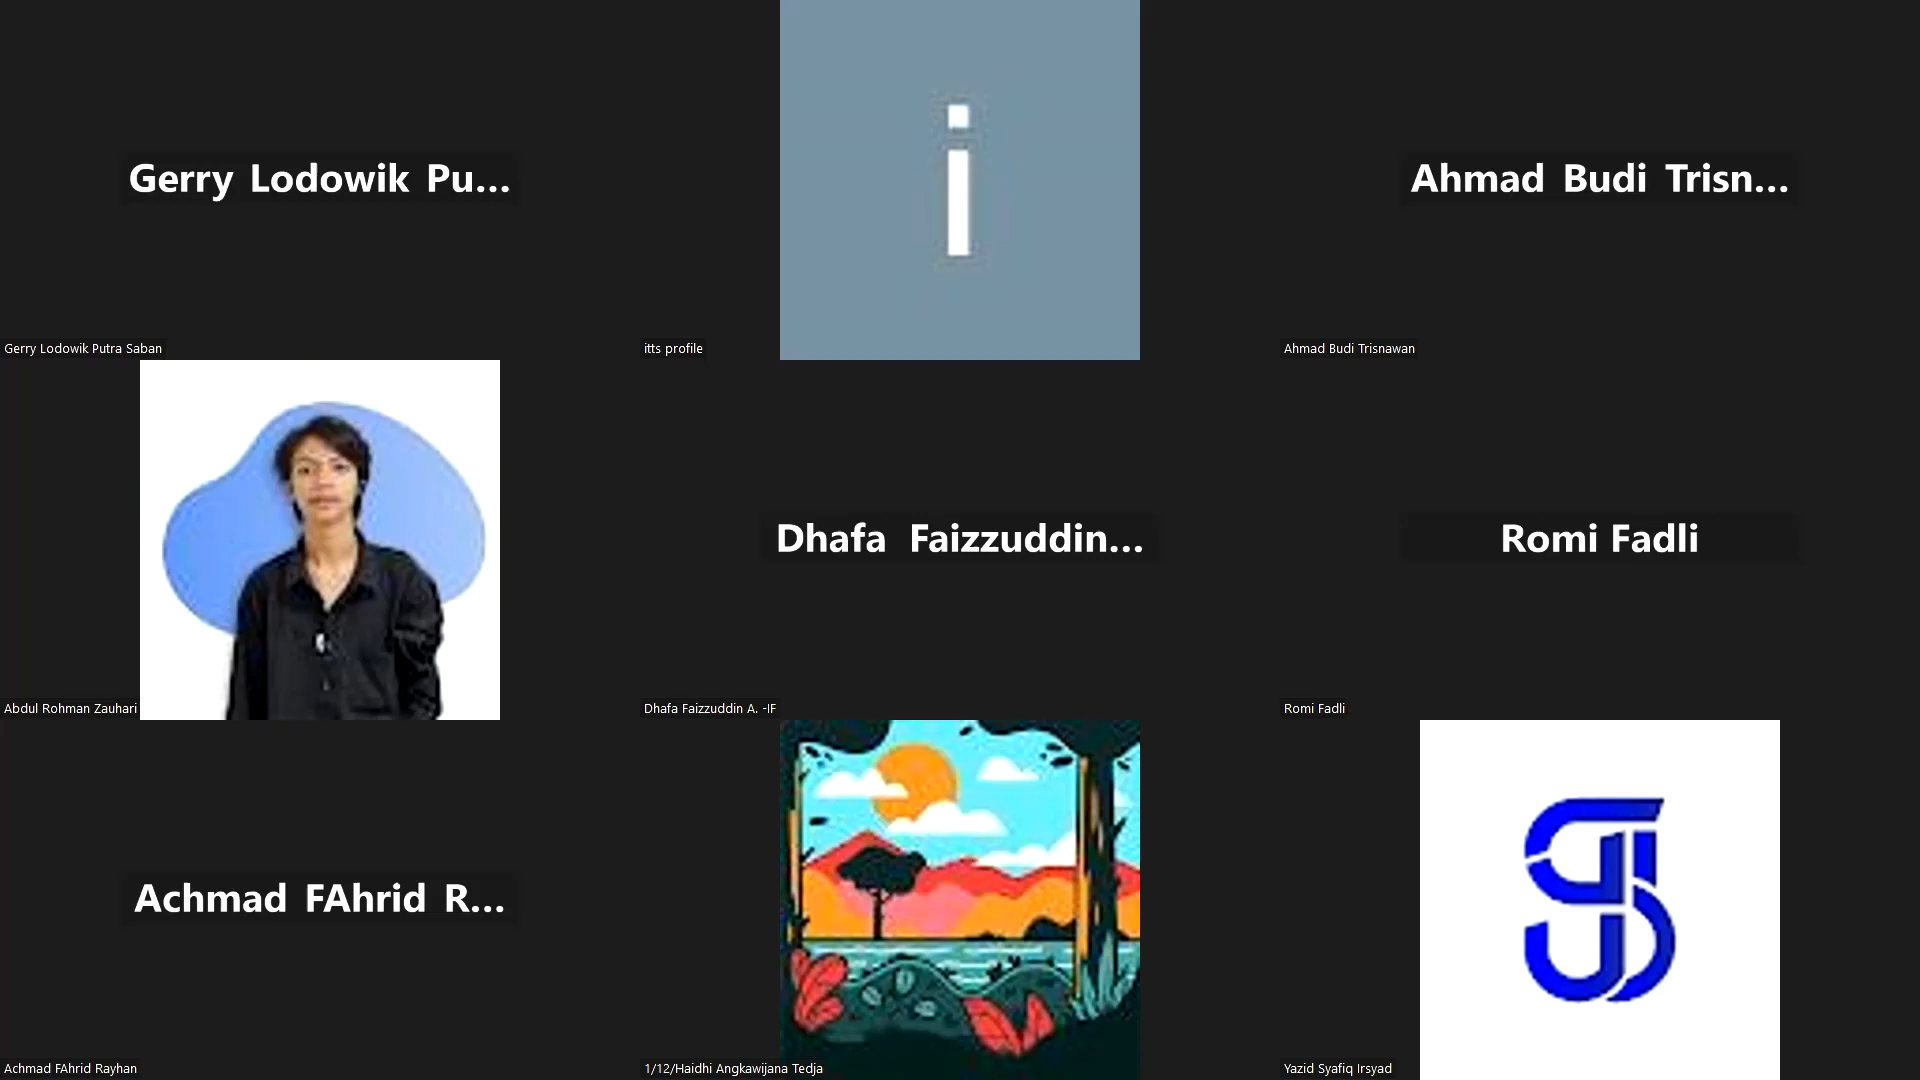 Gerry Lodowik Pu...
Gerry Lodowik Putra Saban
i
itts profile
Ahmad Budi Trisn...
Ahmad Budi Trisnawan
Abdul Rohman Zauhari
Dhafa Faizzuddin...
Dhafa Faizzuddin A. -IF
Romi Fadli
Romi Fadli
Achmad FAhrid R...
Achmad FAhrid Rayhan
1/12/Haidhi Angkawijana Tedja
Yazid Syafiq Irsyad